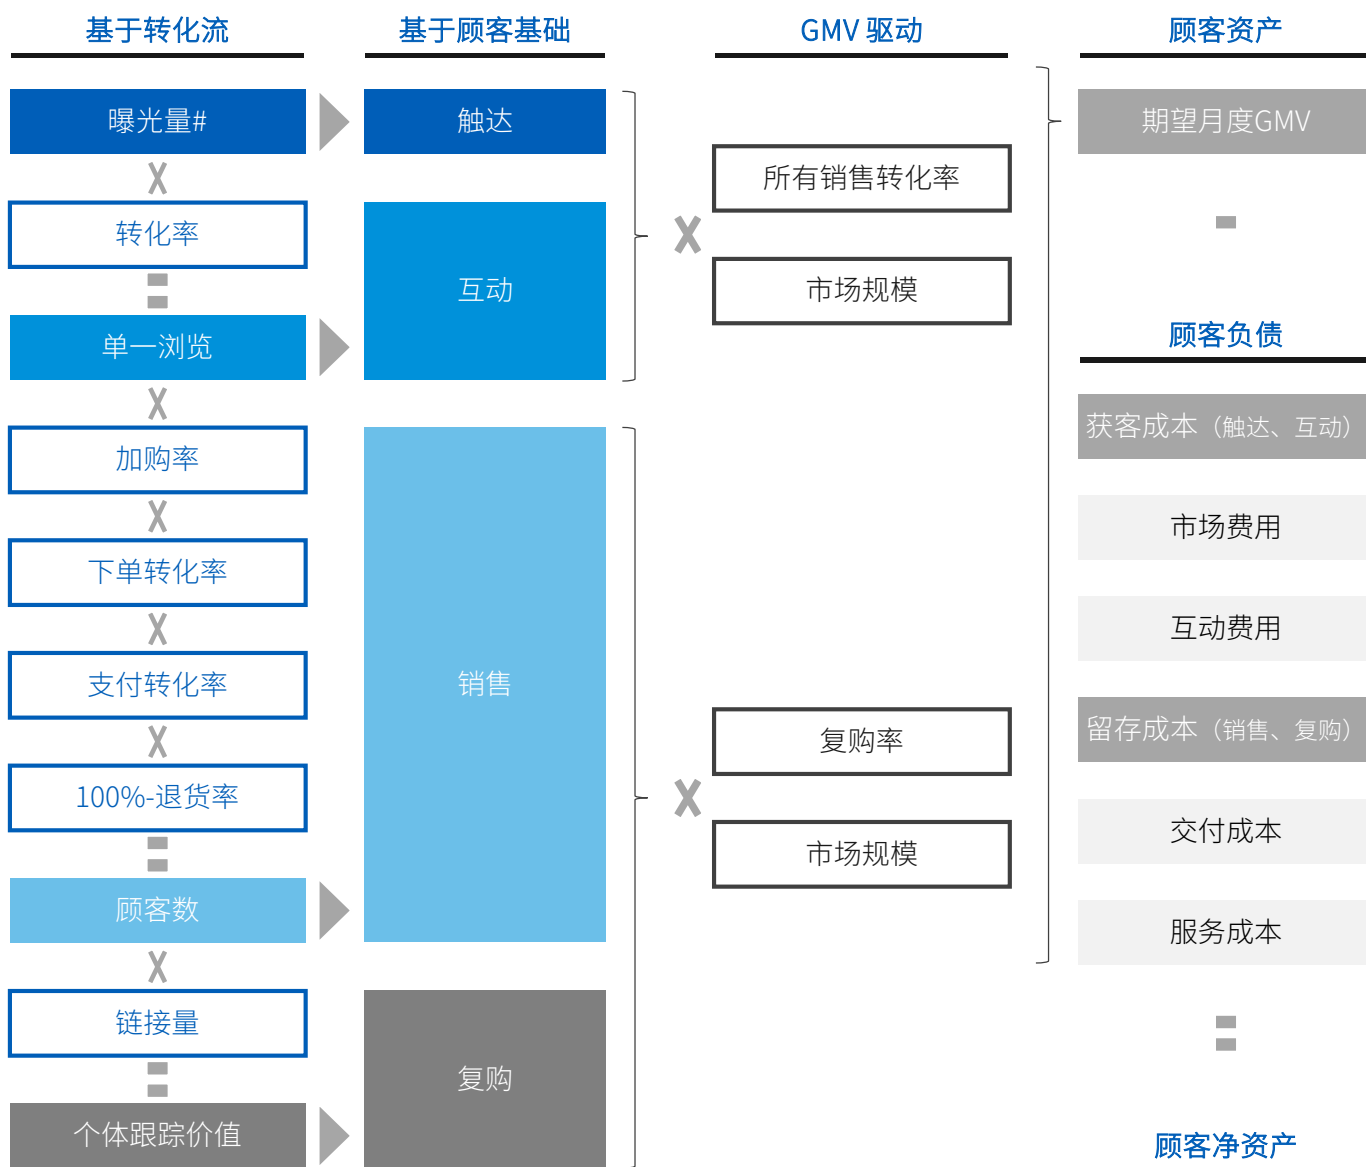 基于转化流
曝光量#
转化率
单一浏览
加购率
下单转化率
支付转化率
100%-退货率
顾客数
链接量
个体跟踪价值
基于顾客基础
触达
互动
销售
复购
GMV 驱动
所有销售转化率
市场规模
复购率
市场规模
顾客资产
期望月度GMV
顾客负债
获客成本（触达、互动）
市场费用
互动费用
留存成本（销售、复购）
交付成本
服务成本
顾客净资产